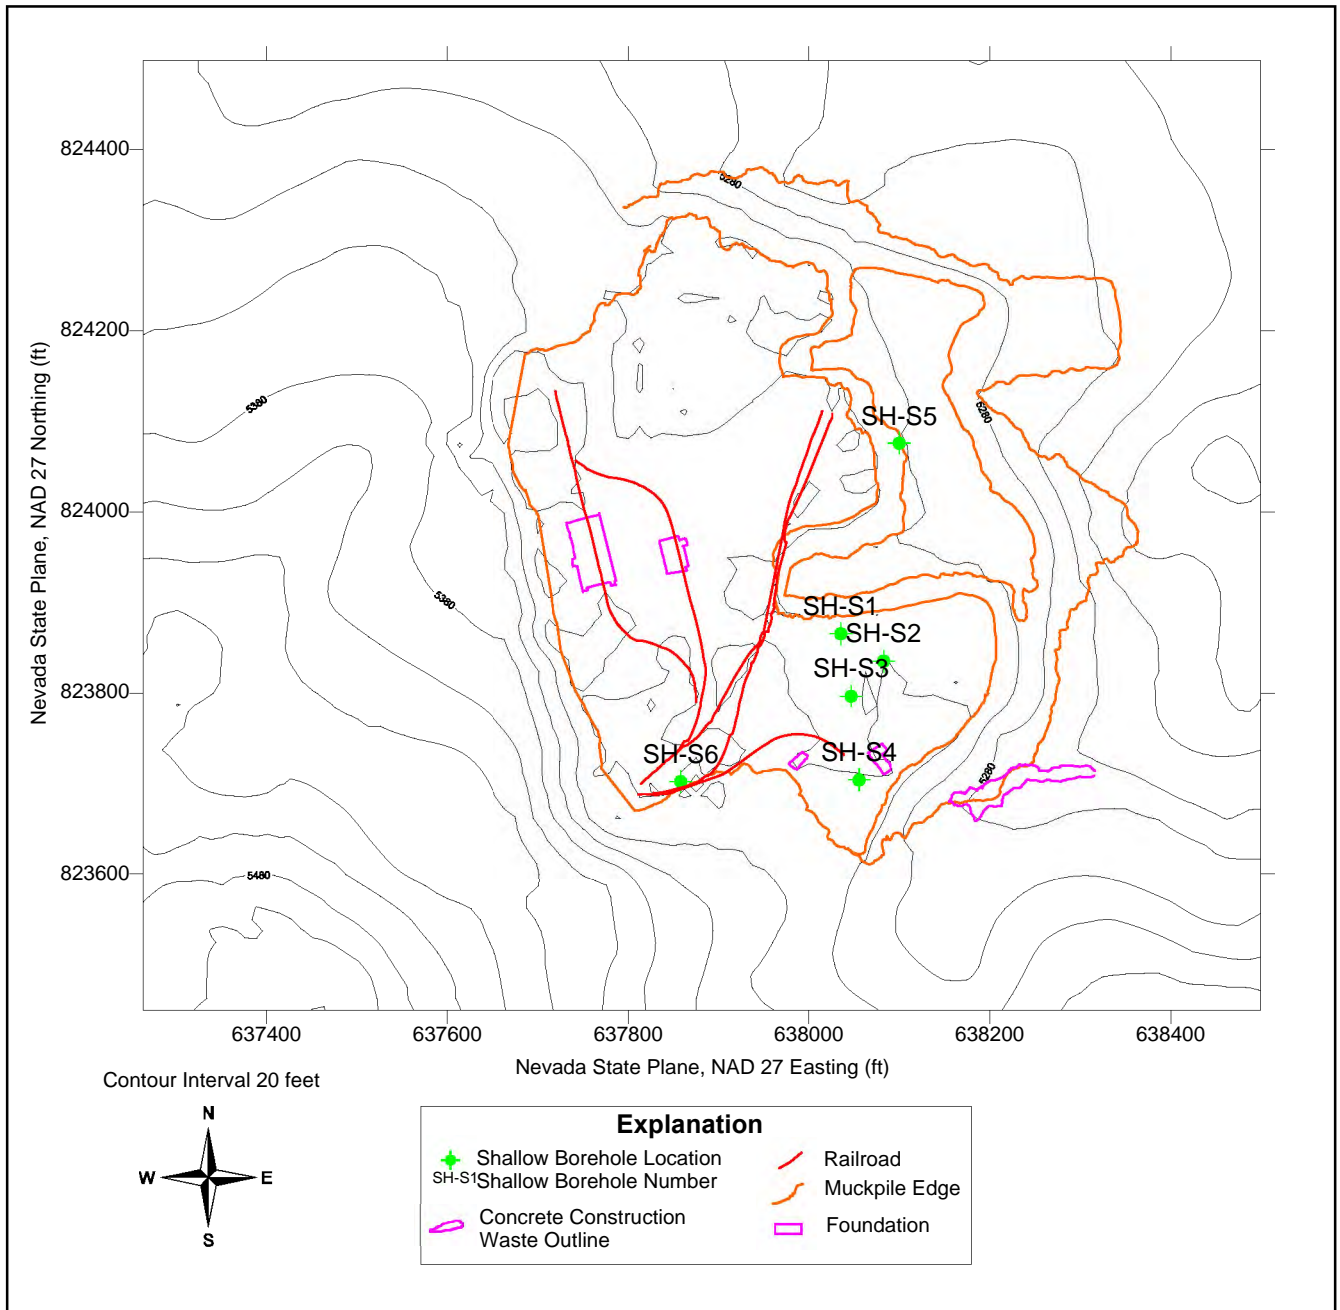 824400
824200
824000
823800
823600
Nevada State Plane, NAD 27 Northing (ft)
5280
5380
5280
SH-S5
5380
SH-S1
SH-S2
SH-S3
SH-S6
SH-S4
5280
5480
637400
637600
637800
638000
638200
638400
Nevada State Plane, NAD 27 Easting (ft)
Contour Interval 20 feet
N
W
E
S
Explanation
Shallow Borehole Location
SH-S1 Shallow Borehole Number
Concrete Construction
Waste Outline
Railroad
Muckpile Edge
Foundation